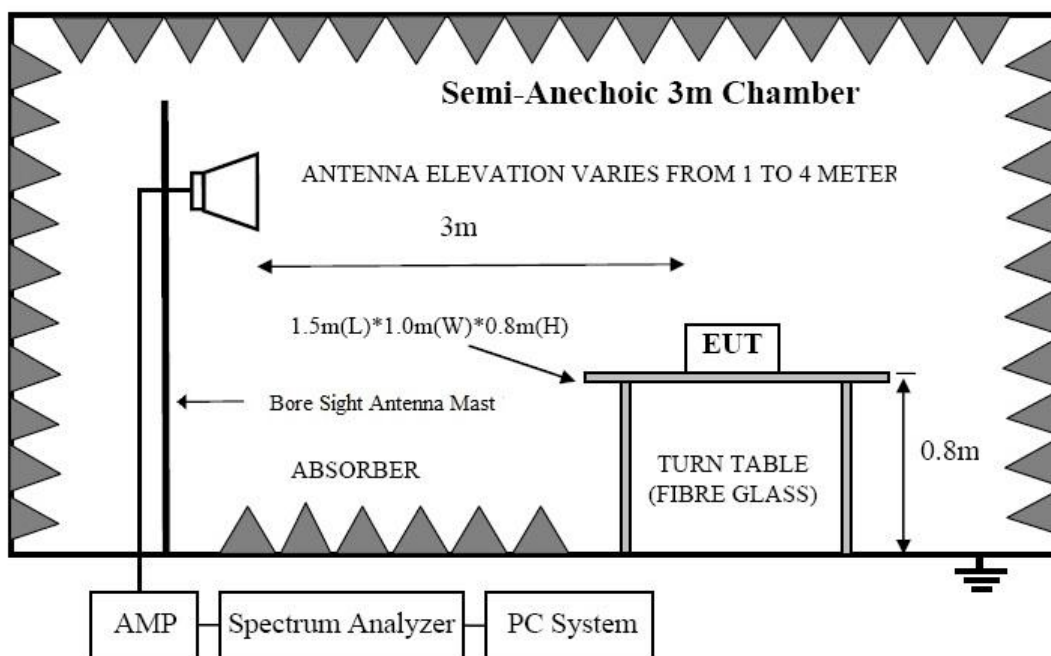 Semi-Anechoic 3m Chamber
ANTENNA ELEVATION VARIES FROM 1 TO 4 METER
3m
1.5m(L)*1.0m(W)*0.8m(H)
EUT
Bore Sight Antenna Mast
0.8m
ABSORBER
TURN TABLE
(FIBRE GLASS)
AMP
Spectrum Analyzer
PC System